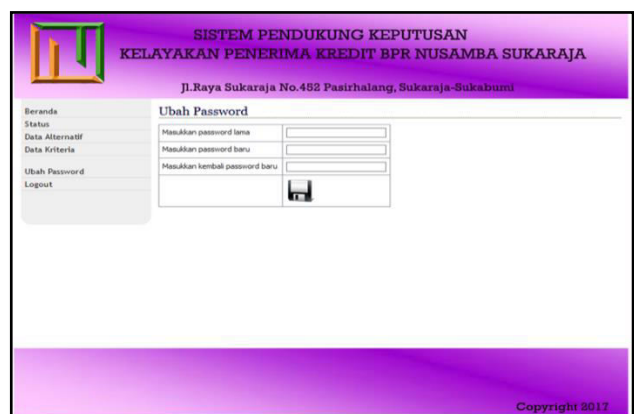 SISTEM PENDUKUNG KEPUTUSAN
KELAYAKAN PENERIMA KREDIT BPR NUSAMBA SUKARAJA
Jl.Raya Sukaraja No.452 Pasirhalang, Sukaraja-Sukabumi
Beranda
Status
Data Alternatif
Data Kriteria
Ubah Password
Logout
Ubah Password
Masukkan password lama
Masukkan password baru
Masukkan kembali password baru
Copyright 2017